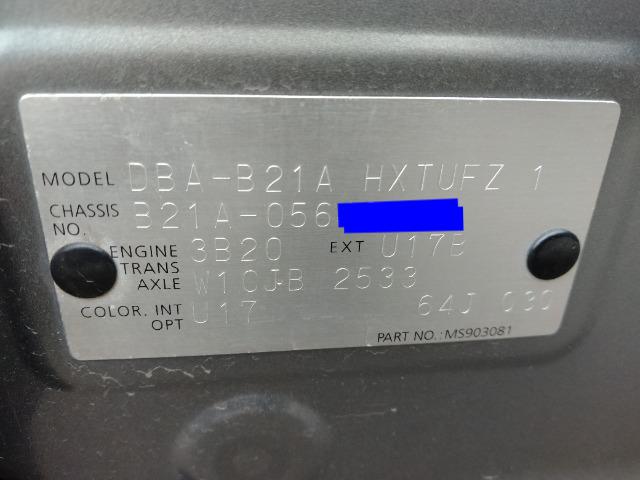 MODEL DBA-B21A HXTUFZ 1
CHASSIS NO. B21A-056
ENGINE 3B20 EXT U17B
TRANS AXLE W1CJ-B 2533
COLOR. INT OPT U17 64J 030
PART NO.: MS903081